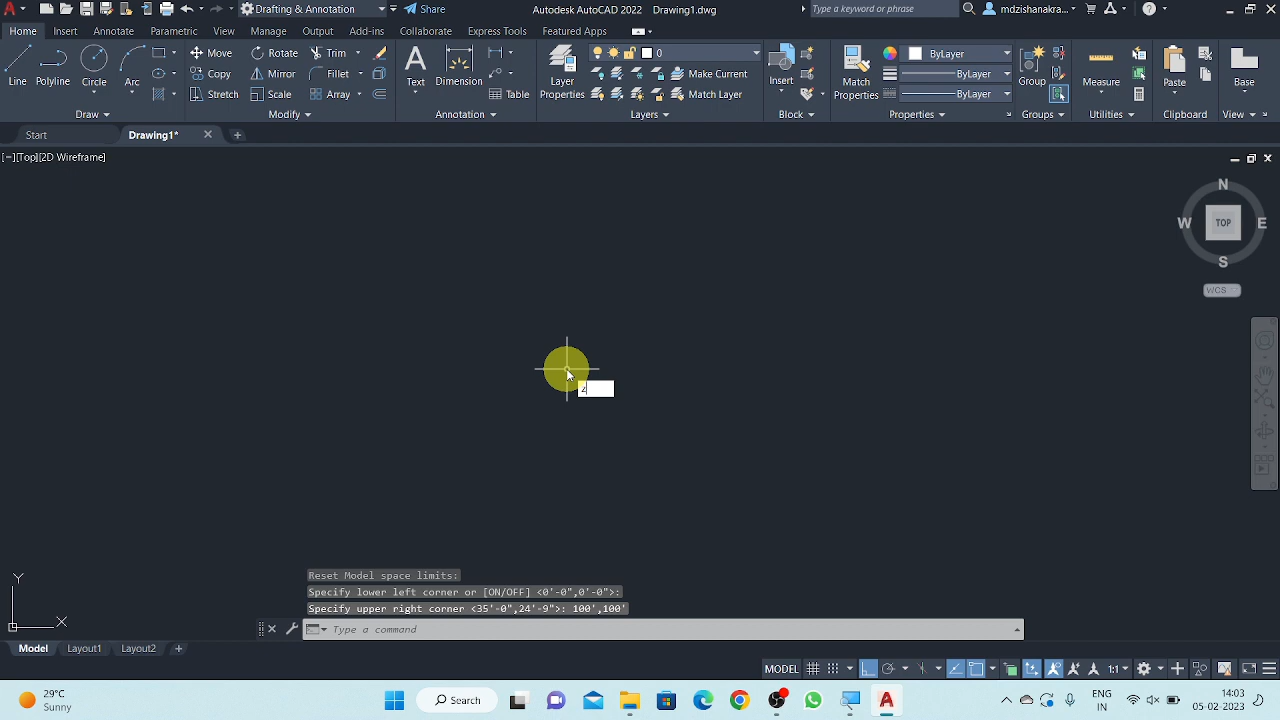 Drafting & Annotation
Share
Autodesk AutoCAD 2022
Drawing1.dwg
Type a keyword or phrase
mdzishanakra...
Home
Insert
Annotate
Parametric
View
Manage
Output
Add-ins
Collaborate
Express Tools
Featured Apps
Line
Polyline
Circle
Arc
Move
Copy
Stretch
Rotate
Mirror
Scale
Trim
Fillet
Array
Text
Dimension
Table
Layer Properties
0
Make Current
Match Layer
Insert
Match Properties
ByLayer
ByLayer
ByLayer
Group
Measure
Paste
Base
Draw
Modify
Annotation
Layers
Block
Properties
Groups
Utilities
Clipboard
View
Start
Drawing1*
[−][Top][2D Wireframe]
N
W
TOP
E
S
WCS
Y
X
Reset Model space limits:
Specify lower left corner or [ON/OFF] <0'-0",0'-0">:
Specify upper right corner <35'-0",24'-9">: 100',100'
Type a command
Model
Layout1
Layout2
MODEL
1:1
29°C
Sunny
Search
ENG
IN
14:03
05-02-2023